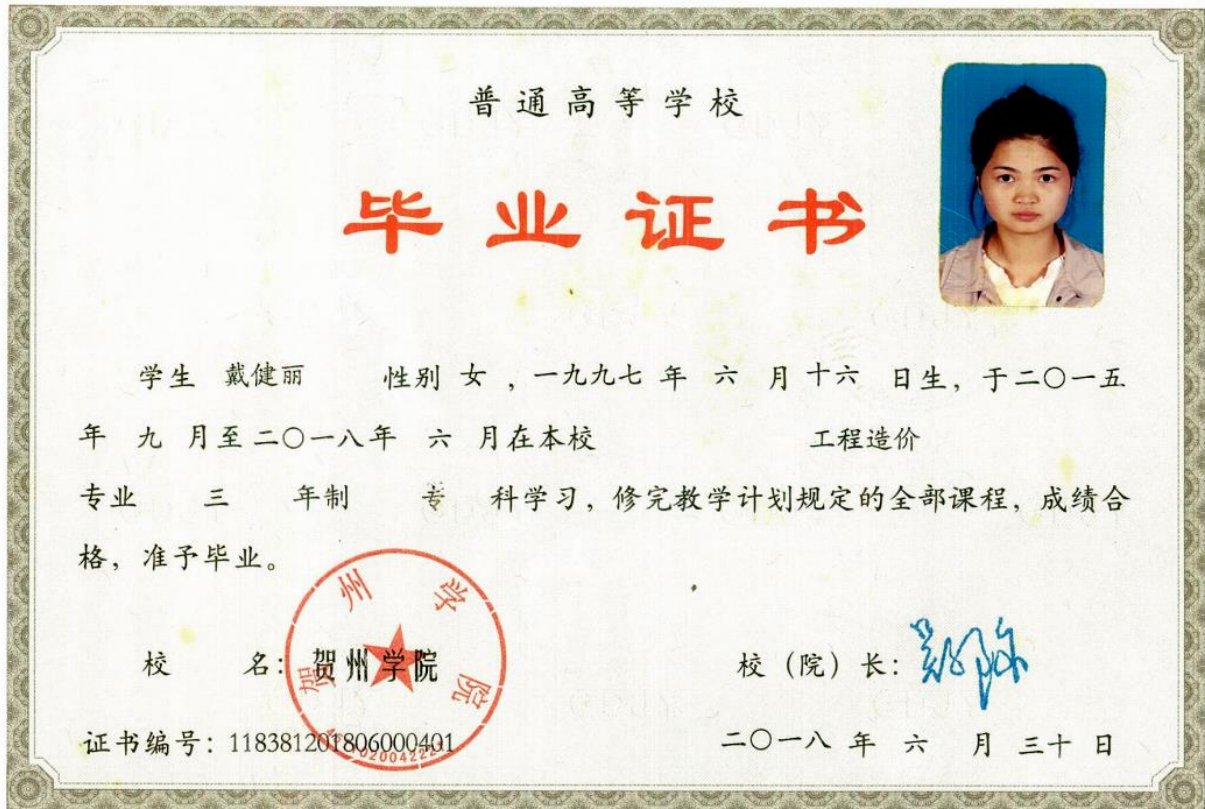 普通高等学校
毕业证书
学生 戴健丽 性别 女 ,一九九七 年 六 月 十六 日生, 于二〇一五
年 九 月至二〇一八年 六 月在本校 工程造价
专业 三 年制 专 科学习, 修完教学计划规定的全部课程, 成绩合
格, 准予毕业。
贺州学院
校 名: 贺州学院 校 (院) 长:
证书编号: 118381201806000401 二〇一八 年 六 月 三十 日